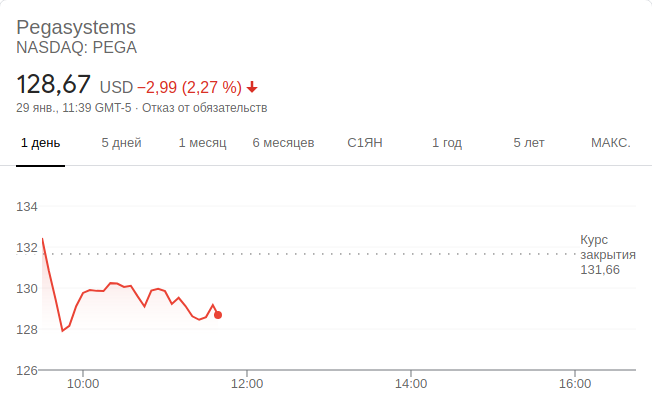 Pegasystems
NASDAQ: PEGA
128,67 USD −2,99 (2,27 %)
29 янв., 11:39 GMT-5 · Отказ от обязательств
1 день 5 дней 1 месяц 6 месяцев С1ЯН 1 год 5 лет МАКС.
134
132
130
128
126
Курс
закрытия
131,66
10:00 12:00 14:00 16:00